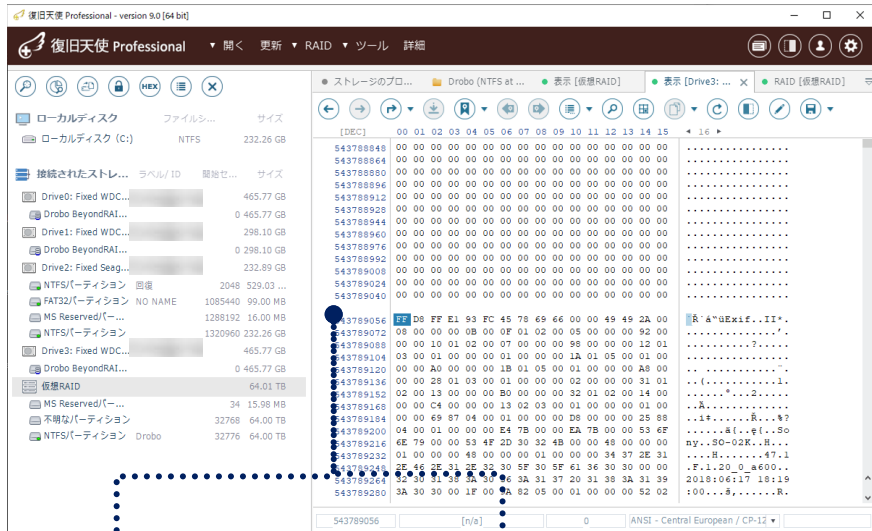 復旧天使 Professional - version 9.0 [64 bit]
復旧天使 Professional ▼ 開く 更新 ▼ RAID ▼ ツール 詳細
HEX
ローカルディスク ファイルシ... サイズ
ローカルディスク (C:) NTFS 232.26 GB
接続されたストレ... ラベル/ ID 開始セ... サイズ
Drive0: Fixed WDC... 465.77 GB
Drobo BeyondRAI... 0 465.77 GB
Drive1: Fixed WDC... 298.10 GB
Drobo BeyondRAI... 0 298.10 GB
Drive2: Fixed Seag... 232.89 GB
NTFSパーティション 回復 2048 529.03 ...
FAT32パーティション NO NAME 1085440 99.00 MB
MS Reservedパー... 1288192 16.00 MB
NTFSパーティション 1320960 232.26 GB
Drive3: Fixed WDC... 465.77 GB
Drobo BeyondRAI... 0 465.77 GB
仮想RAID 64.01 TB
MS Reservedパー... 34 15.98 MB
不明なパーティション 32768 64.00 TB
NTFSパーティション Drobo 32776 64.00 TB
ストレージのプロ... Drobo (NTFS at ... 表示 [仮想RAID] 表示 [Drive3: ... RAID [仮想RAID]
[DEC] 00 01 02 03 04 05 06 07 08 09 10 11 12 13 14 15 16
543788848 00 00 00 00 00 00 00 00 00 00 00 00 00 00 00 00 ................
543788864 00 00 00 00 00 00 00 00 00 00 00 00 00 00 00 00 ................
543788880 00 00 00 00 00 00 00 00 00 00 00 00 00 00 00 00 ................
543788896 00 00 00 00 00 00 00 00 00 00 00 00 00 00 00 00 ................
543788912 00 00 00 00 00 00 00 00 00 00 00 00 00 00 00 00 ................
543788928 00 00 00 00 00 00 00 00 00 00 00 00 00 00 00 00 ................
543788944 00 00 00 00 00 00 00 00 00 00 00 00 00 00 00 00 ................
543788960 00 00 00 00 00 00 00 00 00 00 00 00 00 00 00 00 ................
543788976 00 00 00 00 00 00 00 00 00 00 00 00 00 00 00 00 ................
543788992 00 00 00 00 00 00 00 00 00 00 00 00 00 00 00 00 ................
543789008 00 00 00 00 00 00 00 00 00 00 00 00 00 00 00 00 ................
543789024 00 00 00 00 00 00 00 00 00 00 00 00 00 00 00 00 ................
543789040 00 00 00 00 00 00 00 00 00 00 00 00 00 00 00 00 ................
543789056 FF D8 FF E1 93 FC 45 78 69 66 00 00 49 49 2A 00 ˙Ř˙á“üExif..II*.
543789072 08 00 00 00 0B 00 0F 01 02 00 05 00 00 00 92 00 ..............’.
543789088 00 00 10 01 02 00 07 00 00 00 98 00 00 00 12 01 ..........?.....
543789104 03 00 01 00 00 00 01 00 00 00 1A 01 05 00 01 00 ................
543789120 00 00 A0 00 00 00 1B 01 05 00 01 00 00 00 A8 00 .. ...........¨.
543789136 00 00 28 01 03 00 01 00 00 00 02 00 00 00 31 01 ..(...........1.
543789152 02 00 13 00 00 00 B0 00 00 00 32 01 02 00 14 00 ......°...2.....
543789168 00 00 C4 00 00 00 13 02 03 00 01 00 00 00 01 00 ..Ä.............
543789184 00 00 69 87 04 00 01 00 00 00 D8 00 00 00 25 88 ..i‡......Ř...%?
543789200 04 00 01 00 00 00 E4 7B 00 00 EA 7B 00 00 53 6F ......ä{..ę{..So
543789216 6E 79 00 00 53 4F 2D 30 32 4B 00 00 48 00 00 00 ny..SO-02K..H...
543789232 01 00 00 00 48 00 00 00 01 00 00 00 34 37 2E 31 ....H.......47.1
543789248 2E 46 2E 31 2E 32 30 5F 30 5F 61 36 30 30 00 00 .F.1.20_0_a600..
543789264 32 30 31 38 3A 30 36 3A 31 37 20 31 38 3A 31 39 2018:06:17 18:19
543789280 3A 30 30 00 1F 00 9A 82 05 00 01 00 00 00 52 02 :00...š‚......R.
543789056 [n/a] 0 ANSI - Central European / CP-12